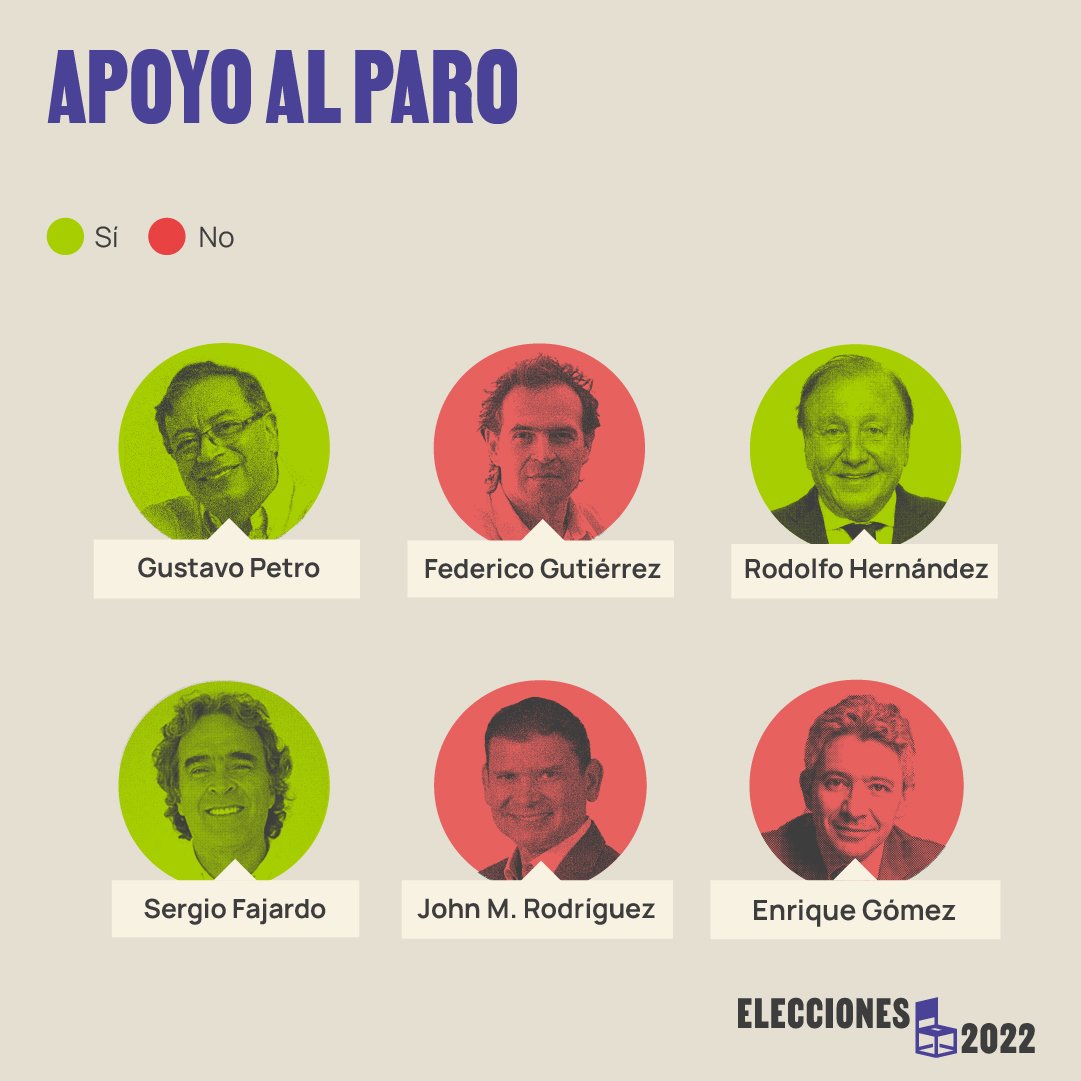 APOYO AL PARO
Sí
No
Gustavo Petro
Federico Gutiérrez
Rodolfo Hernández
Sergio Fajardo
John M. Rodríguez
Enrique Gómez
ELECCIONES
2022